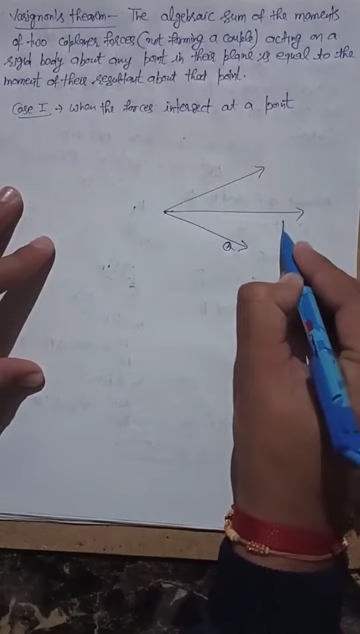 Varignon's theorem - The algebraic sum of the moments
of two coplaner forces (not forming a couple) acting on a
rigid body about any point in their plane is equal to the
moment of their resultant about that point.
Case I → when the forces intersect at a point
Q